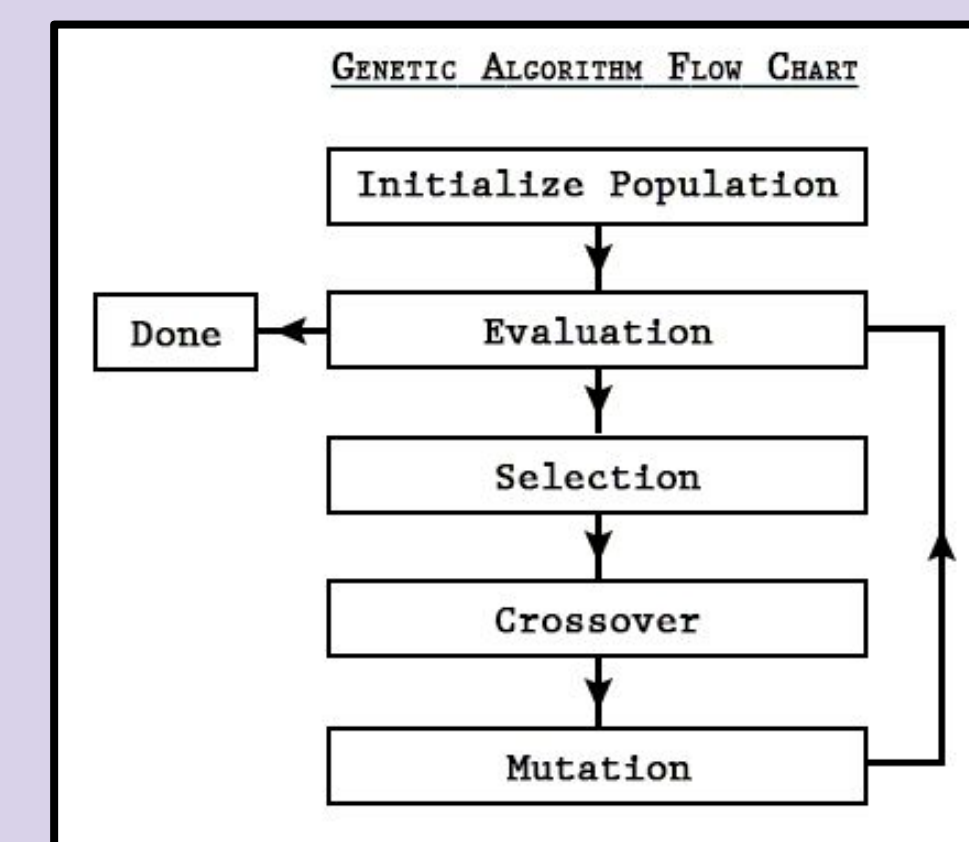 Genetic Algorithm Flow Chart
Initialize Population
Done
Evaluation
Selection
Crossover
Mutation